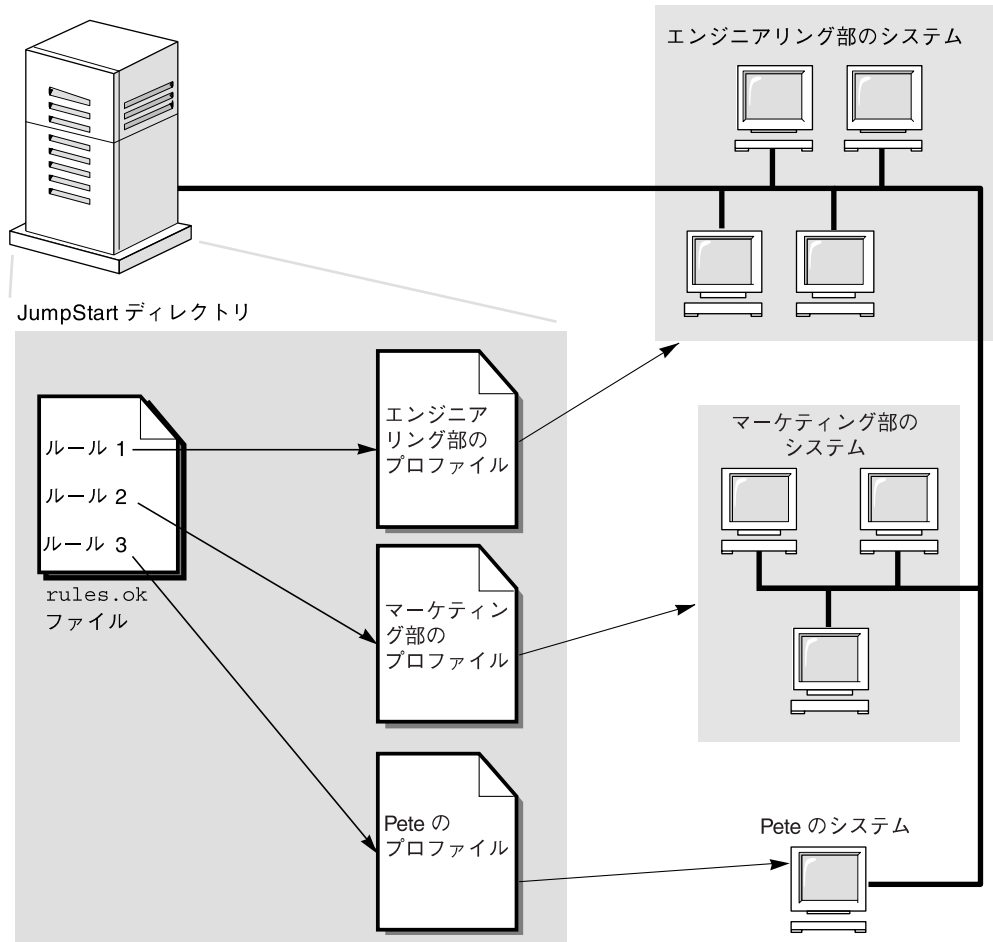 エンジニアリング部のシステム
JumpStart ディレクトリ
ルール 1
ルール 2
ルール 3
rules.ok
ファイル
エンジニア
リング部の
プロファイル
マーケティン
グ部の
プロファイル
Pete の
プロファイル
マーケティング部の
システム
Pete のシステム